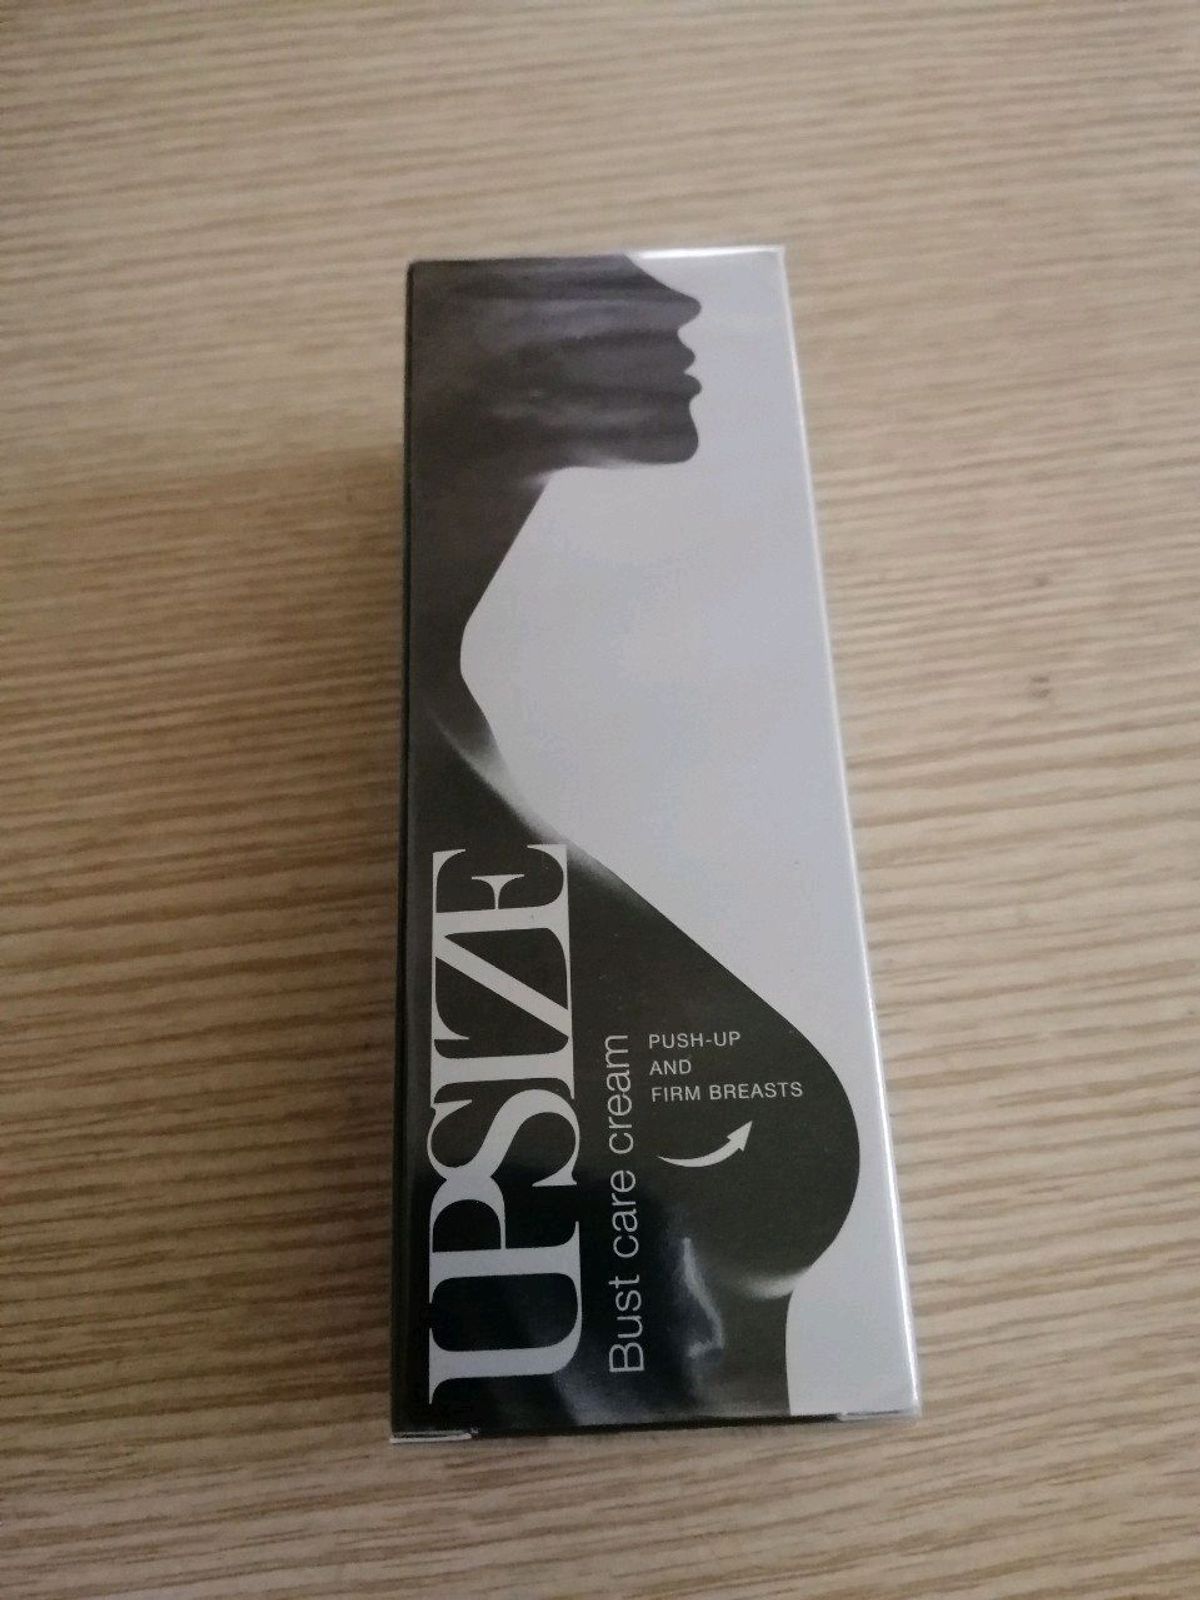 UPSIZE
Bust care cream
PUSH-UP
AND
FIRM BREASTS